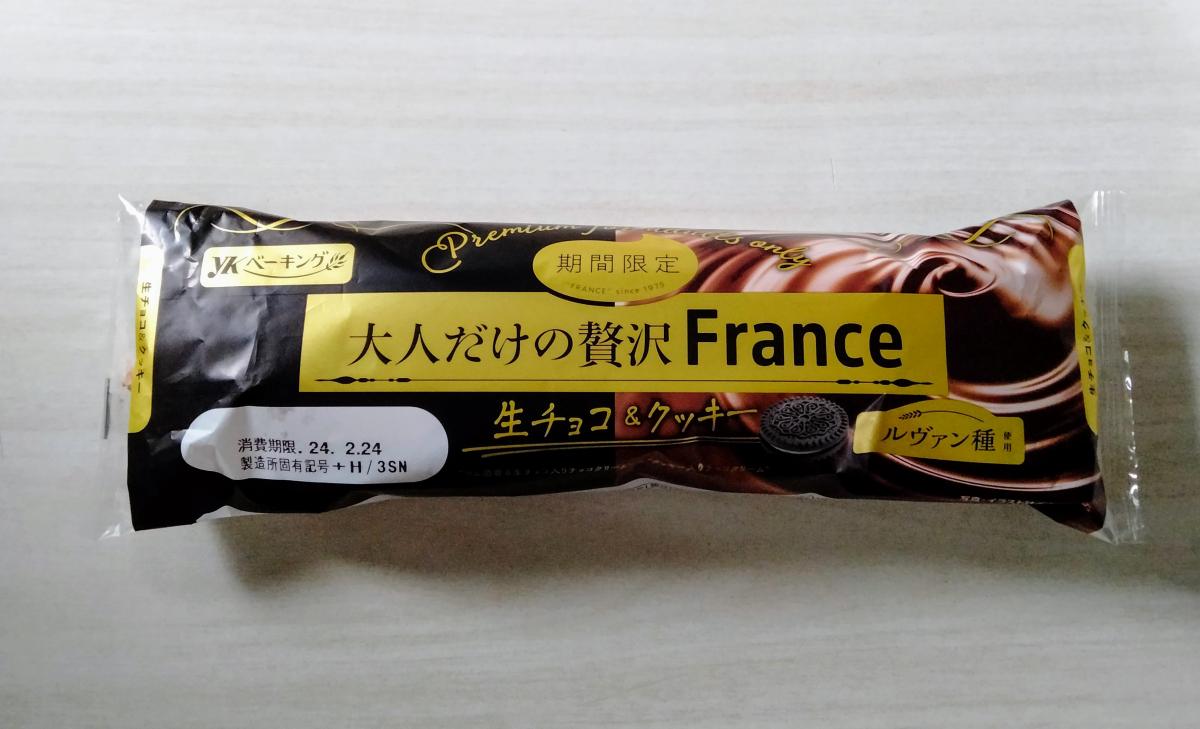 Premium for adults only
YKベーキング
期間限定
"FRANCE" since 1975
大人だけの贅沢 France
生チョコ&クッキー
ルヴァン種 使用
消費期限. 24. 2.24
製造所固有記号+H/3SN
生チョコ&クッキー